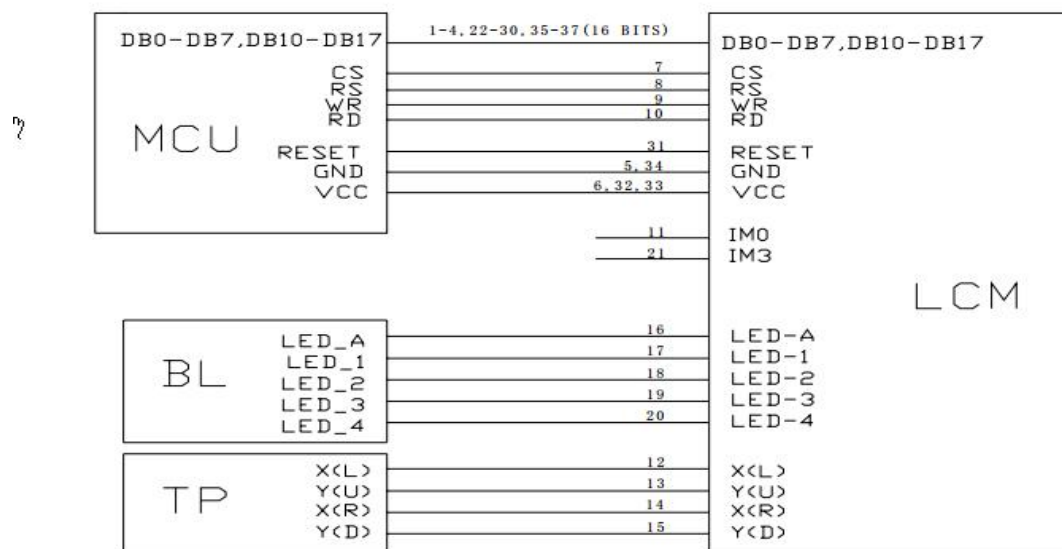 1-4,22-30,35-37(16 BITS)
DB0-DB7,DB10-DB17 DB0-DB7,DB10-DB17
CS 7 CS
RS 8 RS
WR 9 WR
MCU RD 10 RD
RESET 31 RESET
GND 5,34 GND
VCC 6,32,33 VCC
11 IM0
21 IM3
LCM
LED_A 16 LED-A
LED_1 17 LED-1
BL LED_2 18 LED-2
LED_3 19 LED-3
LED_4 20 LED-4
X(L) 12 X(L)
TP Y(U) 13 Y(U)
X(R) 14 X(R)
Y(D) 15 Y(D)